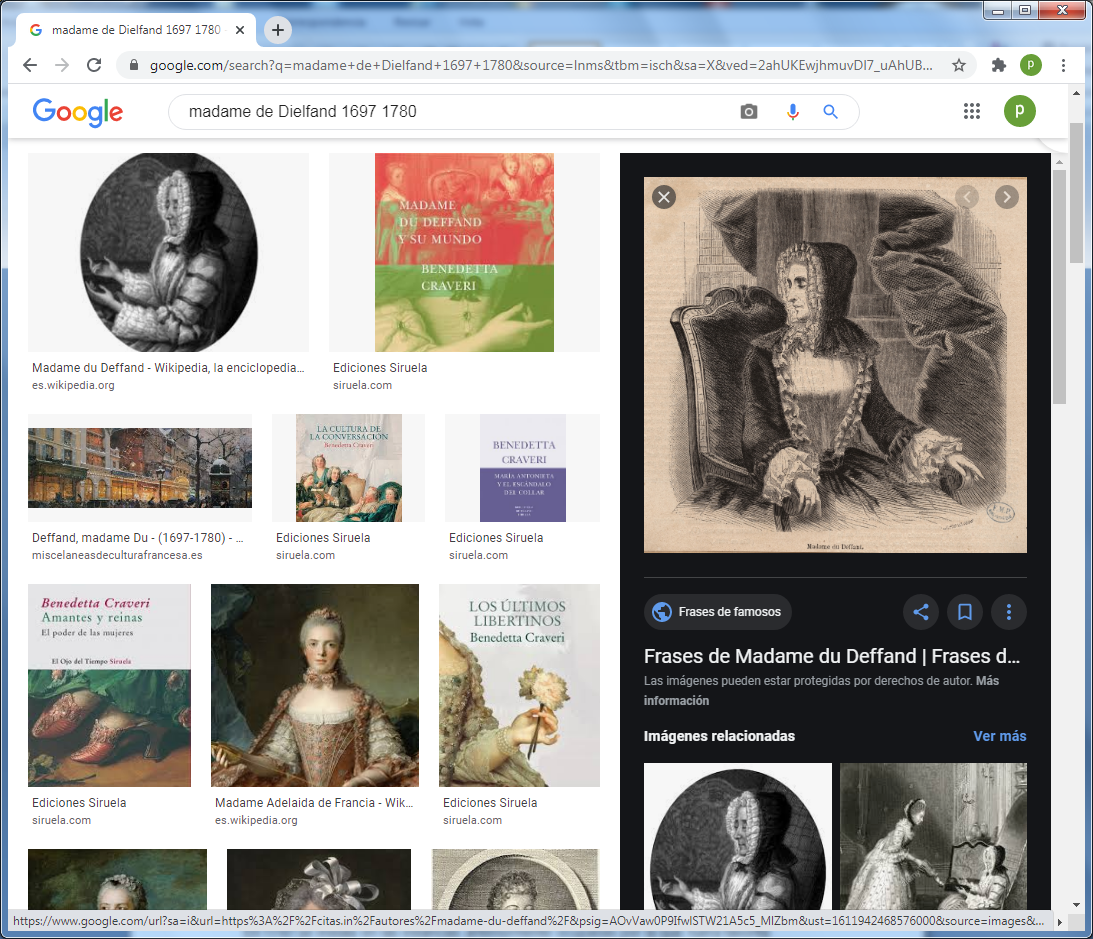 madame de Dielfand 1697 1780
google.com/search?q=madame+de+Dielfand+1697+1780&source=lnms&tbm=isch&sa=X&ved=2ahUKEwjhmuvDl7_uAhUB...
P
Google
madame de Dielfand 1697 1780
P
MADAME
DU DEFFAND
Y SU MUNDO
BENEDETTA
CRAVERI
Madame du Deffand - Wikipedia, la enciclopedia...
es.wikipedia.org
Ediciones Siruela
siruela.com
LA CULTURA DE
LA CONVERSACIÓN
Benedetta Craveri
BENEDETTA
CRAVERI
MARÍA ANTONIETA
Y EL ESCÁNDALO
DEL COLLAR
Deffand, madame Du - (1697-1780) - ...
miscelaneasdeculturafrancesa.es
Ediciones Siruela
siruela.com
Ediciones Siruela
siruela.com
Benedetta Craveri
Amantes y reinas
El poder de las mujeres
El Ojo del Tiempo Siruela
LOS ÚLTIMOS
LIBERTINOS
Benedetta Craveri
Ediciones Siruela
siruela.com
Madame Adelaida de Francia - Wik...
es.wikipedia.org
Ediciones Siruela
siruela.com
Madame du Deffant.
Frases de famosos
Frases de Madame du Deffand | Frases d...
Las imágenes pueden estar protegidas por derechos de autor. Más
información
Imágenes relacionadas
Ver más
https://www.google.com/url?sa=i&url=https%3A%2F%2Fcitas.in%2Fautores%2Fmadame-du-deffand%2F&psig=AOvVaw0P9IfwlSTW21A5c5_MlZbm&ust=1611942468576000&source=images&...